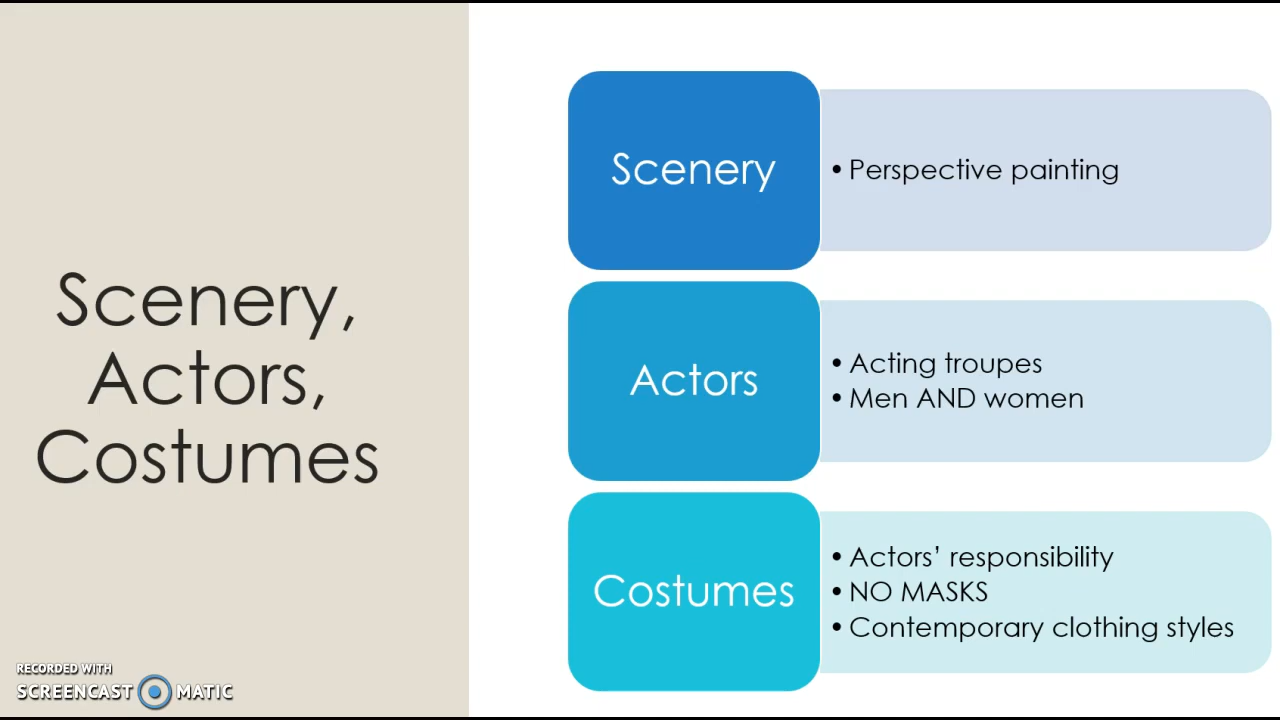 Scenery,
Actors,
Costumes
Scenery
• Perspective painting
Actors
• Acting troupes
• Men AND women
Costumes
• Actors’ responsibility
• NO MASKS
• Contemporary clothing styles
RECORDED WITH
SCREENCAST MATIC